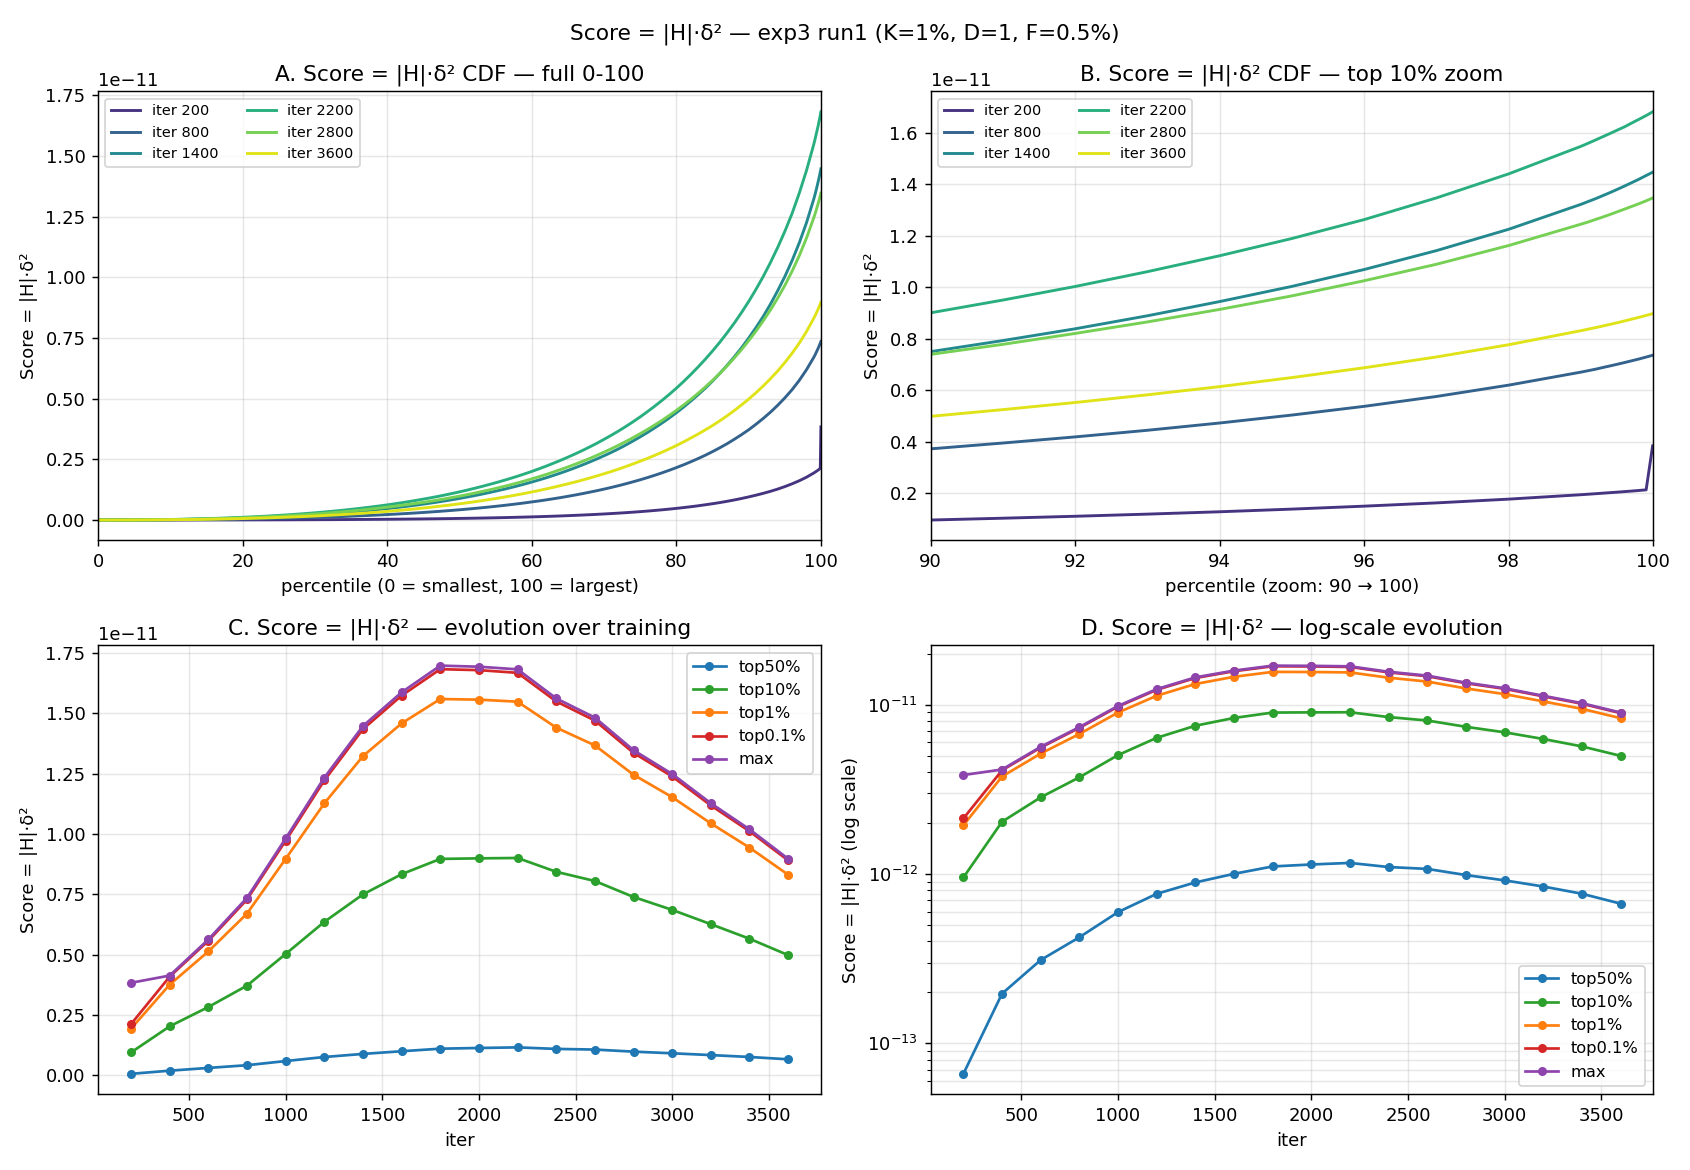 Score = |H|·δ² — exp3 run1 (K=1%, D=1, F=0.5%)
A. Score = |H|·δ² CDF — full 0-100
1e−11
Score = |H|·δ²
1.75
1.50
1.25
1.00
0.75
0.50
0.25
0.00
iter 200
iter 800
iter 1400
iter 2200
iter 2800
iter 3600
0 20 40 60 80 100
percentile (0 = smallest, 100 = largest)
B. Score = |H|·δ² CDF — top 10% zoom
1e−11
Score = |H|·δ²
1.6
1.4
1.2
1.0
0.8
0.6
0.4
0.2
iter 200
iter 800
iter 1400
iter 2200
iter 2800
iter 3600
90 92 94 96 98 100
percentile (zoom: 90 → 100)
C. Score = |H|·δ² — evolution over training
1e−11
Score = |H|·δ²
1.75
1.50
1.25
1.00
0.75
0.50
0.25
0.00
top50%
top10%
top1%
top0.1%
max
500 1000 1500 2000 2500 3000 3500
iter
D. Score = |H|·δ² — log-scale evolution
Score = |H|·δ² (log scale)
10⁻¹¹
10⁻¹²
10⁻¹³
top50%
top10%
top1%
top0.1%
max
500 1000 1500 2000 2500 3000 3500
iter